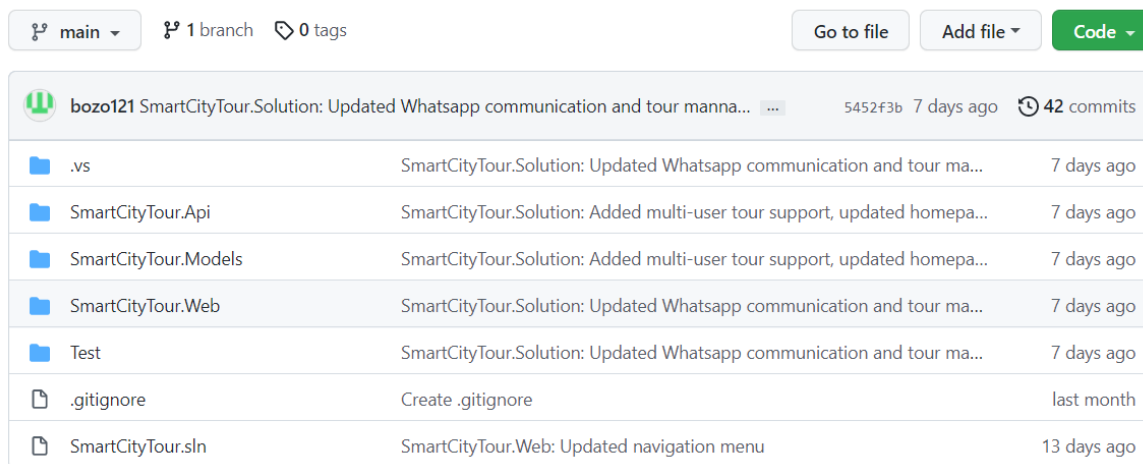 main 1 branch 0 tags Go to file Add file Code
bozo121 SmartCityTour.Solution: Updated Whatsapp communication and tour manna... ... 5452f3b 7 days ago 42 commits
.vs SmartCityTour.Solution: Updated Whatsapp communication and tour ma... 7 days ago
SmartCityTour.Api SmartCityTour.Solution: Added multi-user tour support, updated homepa... 7 days ago
SmartCityTour.Models SmartCityTour.Solution: Added multi-user tour support, updated homepa... 7 days ago
SmartCityTour.Web SmartCityTour.Solution: Updated Whatsapp communication and tour ma... 7 days ago
Test SmartCityTour.Solution: Updated Whatsapp communication and tour ma... 7 days ago
.gitignore Create .gitignore last month
SmartCityTour.sln SmartCityTour.Web: Updated navigation menu 13 days ago